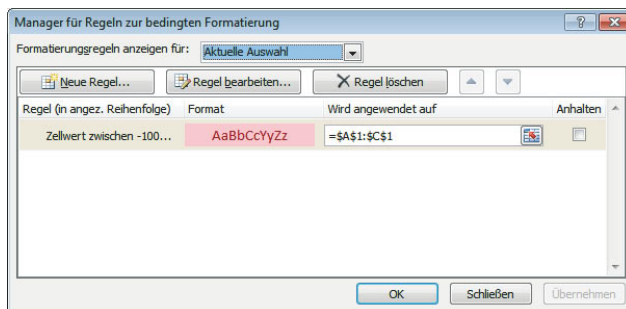 Manager für Regeln zur bedingten Formatierung
Formatierungsregeln anzeigen für: Aktuelle Auswahl
Neue Regel... Regel bearbeiten... Regel löschen
Regel (in angez. Reihenfolge) Format Wird angewendet auf Anhalten
Zellwert zwischen -100... AaBbCcYyZz =$A$1:$C$1
OK Schließen Übernehmen